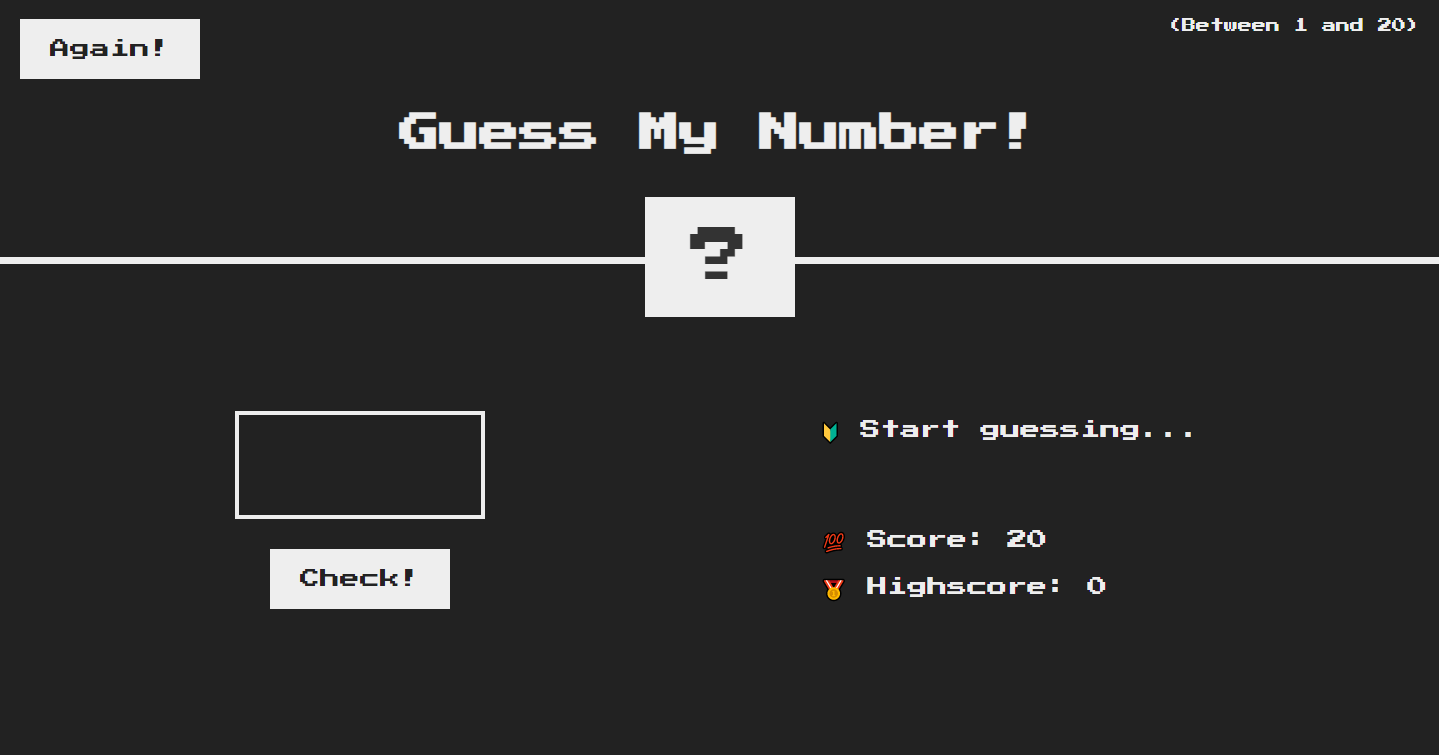 Again!
(Between 1 and 20)
Guess My Number!
?
🔰 Start guessing...
💯 Score: 20
🥇 Highscore: 0
Check!